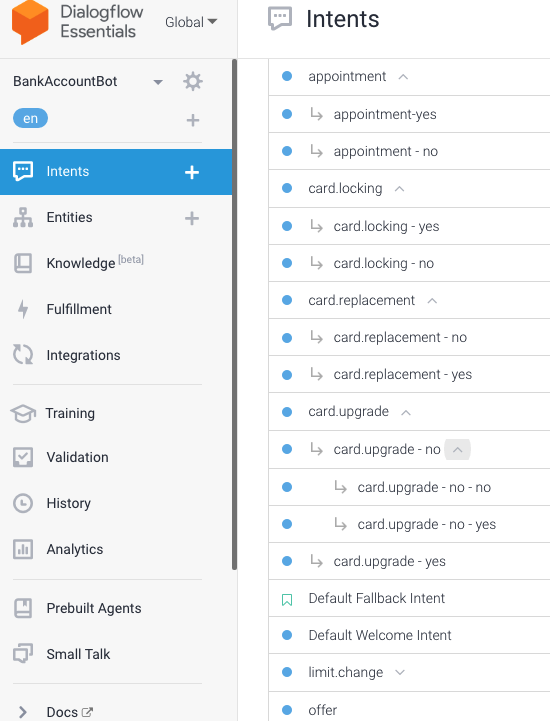 Dialogflow
Essentials
Global
Intents
BankAccountBot
en
Intents
Entities
Knowledge [beta]
Fulfillment
Integrations
Training
Validation
History
Analytics
Prebuilt Agents
Small Talk
Docs
appointment
appointment-yes
appointment - no
card.locking
card.locking - yes
card.locking - no
card.replacement
card.replacement - no
card.replacement - yes
card.upgrade
card.upgrade - no
card.upgrade - no - no
card.upgrade - no - yes
card.upgrade - yes
Default Fallback Intent
Default Welcome Intent
limit.change
offer